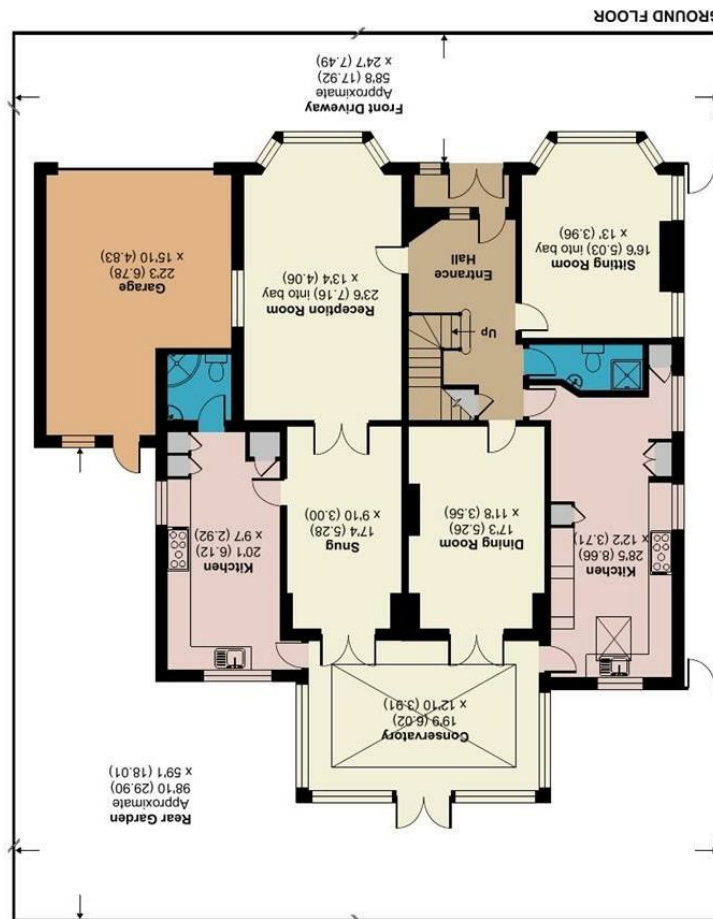 Rear Garden
Approximate
98'10 (29.90)
x 59'1 (18.01)
Conservatory
19'9 (6.02)
x 12'10 (3.91)
Kitchen
28'5 (8.66)
x 12'2 (3.71)
Dining Room
17'3 (5.26)
x 11'8 (3.56)
Snug
17'4 (5.28)
x 9'10 (3.00)
Kitchen
20'1 (6.12)
x 9'7 (2.92)
Up
Sitting Room
16'6 (5.03) into bay
x 13' (3.96)
Entrance
Hall
Reception Room
23'6 (7.16) into bay
x 13'4 (4.06)
Garage
22'3 (6.78)
x 15'10 (4.83)
Front Driveway
Approximate
58'8 (17.92)
x 24'7 (7.49)
GROUND FLOOR